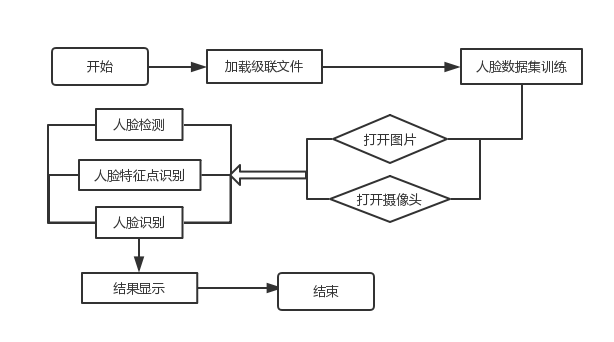 开始
加载级联文件
人脸数据集训练
打开图片
打开摄像头
人脸检测
人脸特征点识别
人脸识别
结果显示
结束